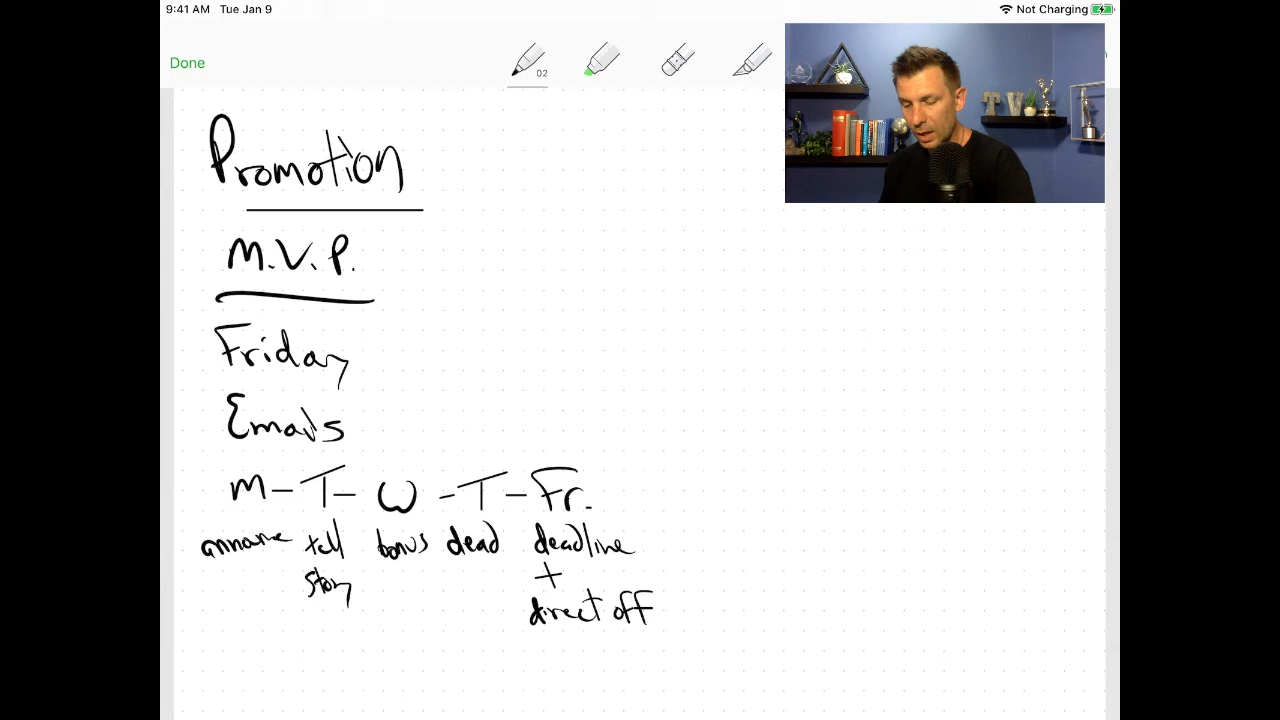 9:41 AM Tue Jan 9
Not Charging
Done
02
TV
Promotion
M.V.P.
Friday
Emails
M - T - W - T - Fr.
announce tell bonus dead deadline
story +
direct off